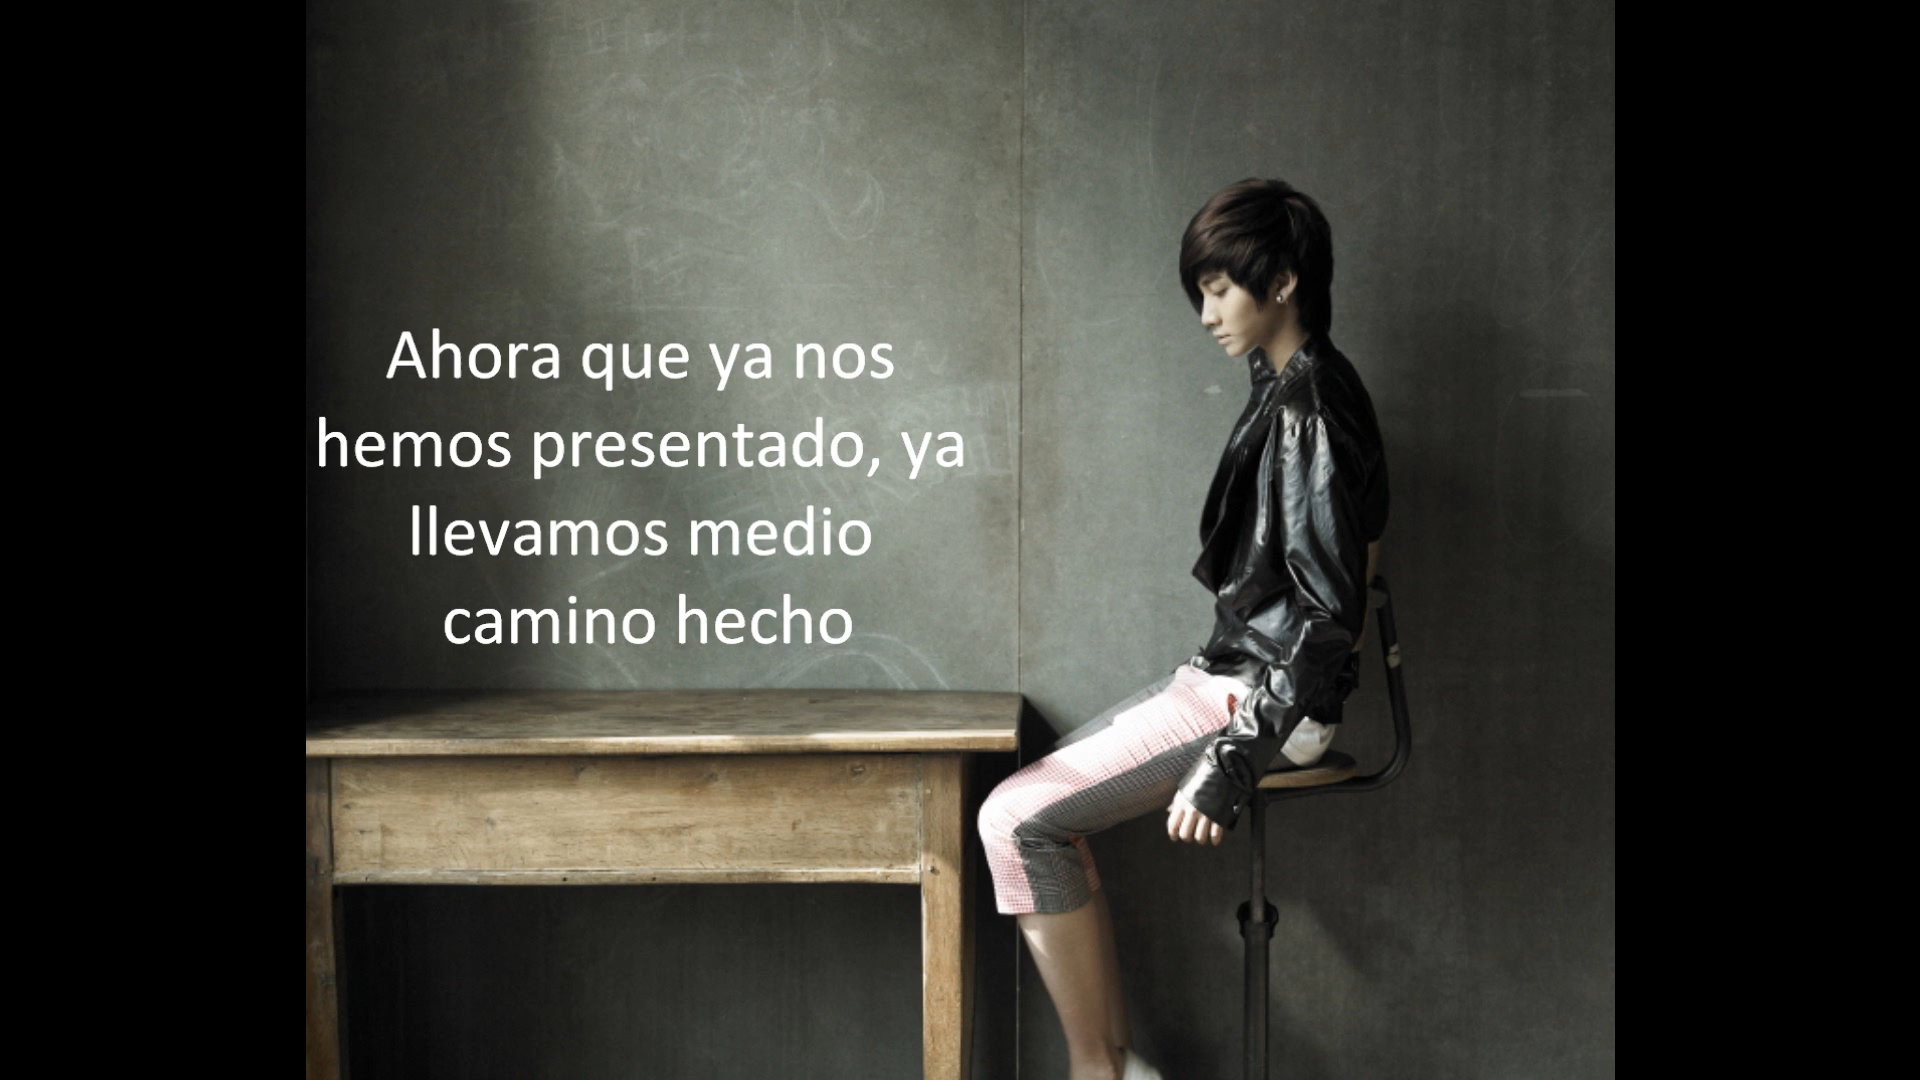 Ahora que ya nos
hemos presentado, ya
llevamos medio
camino hecho